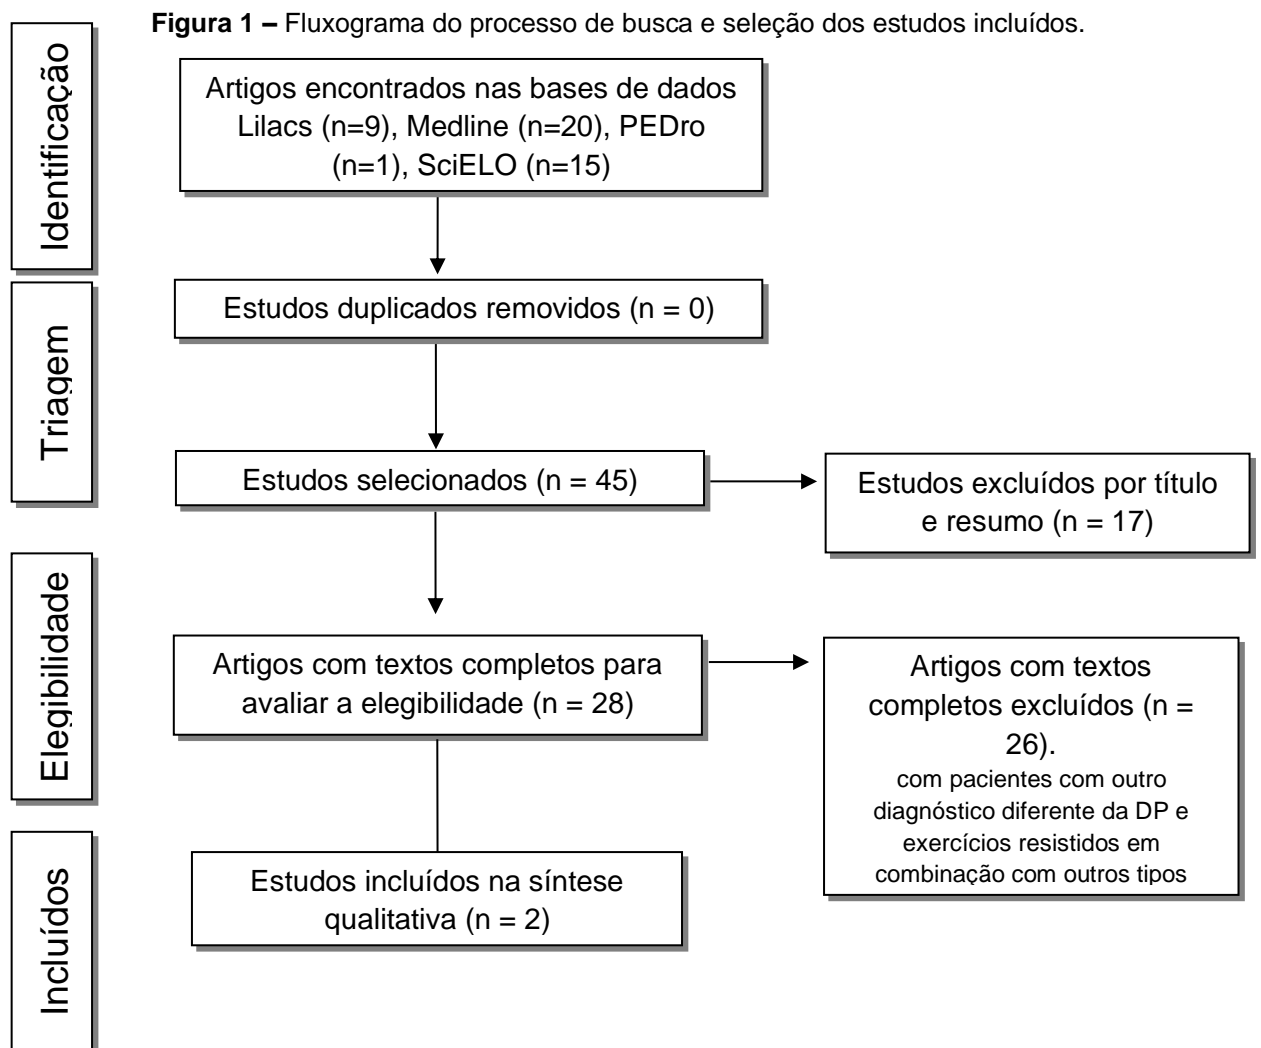 Figura 1 – Fluxograma do processo de busca e seleção dos estudos incluídos.
Identificação
Artigos encontrados nas bases de dados
Lilacs (n=9), Medline (n=20), PEDro
(n=1), SciELO (n=15)
Triagem
Estudos duplicados removidos (n = 0)
Estudos selecionados (n = 45)
Estudos excluídos por título
e resumo (n = 17)
Elegibilidade
Artigos com textos completos para
avaliar a elegibilidade (n = 28)
Artigos com textos
completos excluídos (n =
26).
com pacientes com outro
diagnóstico diferente da DP e
exercícios resistidos em
combinação com outros tipos
Incluídos
Estudos incluídos na síntese
qualitativa (n = 2)